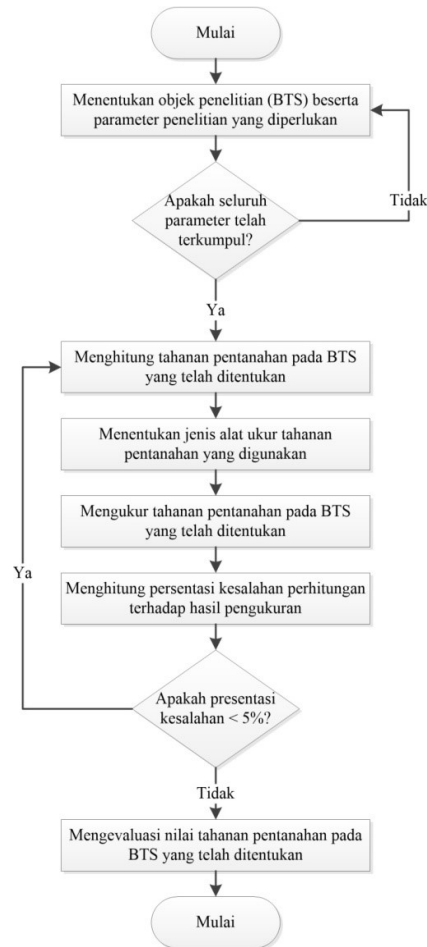 Mulai
Menentukan objek penelitian (BTS) beserta
parameter penelitian yang diperlukan
Apakah seluruh
parameter telah
terkumpul?
Tidak
Ya
Menghitung tahanan pentanahan pada BTS
yang telah ditentukan
Menentukan jenis alat ukur tahanan
pentanahan yang digunakan
Mengukur tahanan pentanahan pada BTS
yang telah ditentukan
Ya
Menghitung persentasi kesalahan perhitungan
terhadap hasil pengukuran
Apakah presentasi
kesalahan < 5%?
Tidak
Mengevaluasi nilai tahanan pentanahan pada
BTS yang telah ditentukan
Mulai